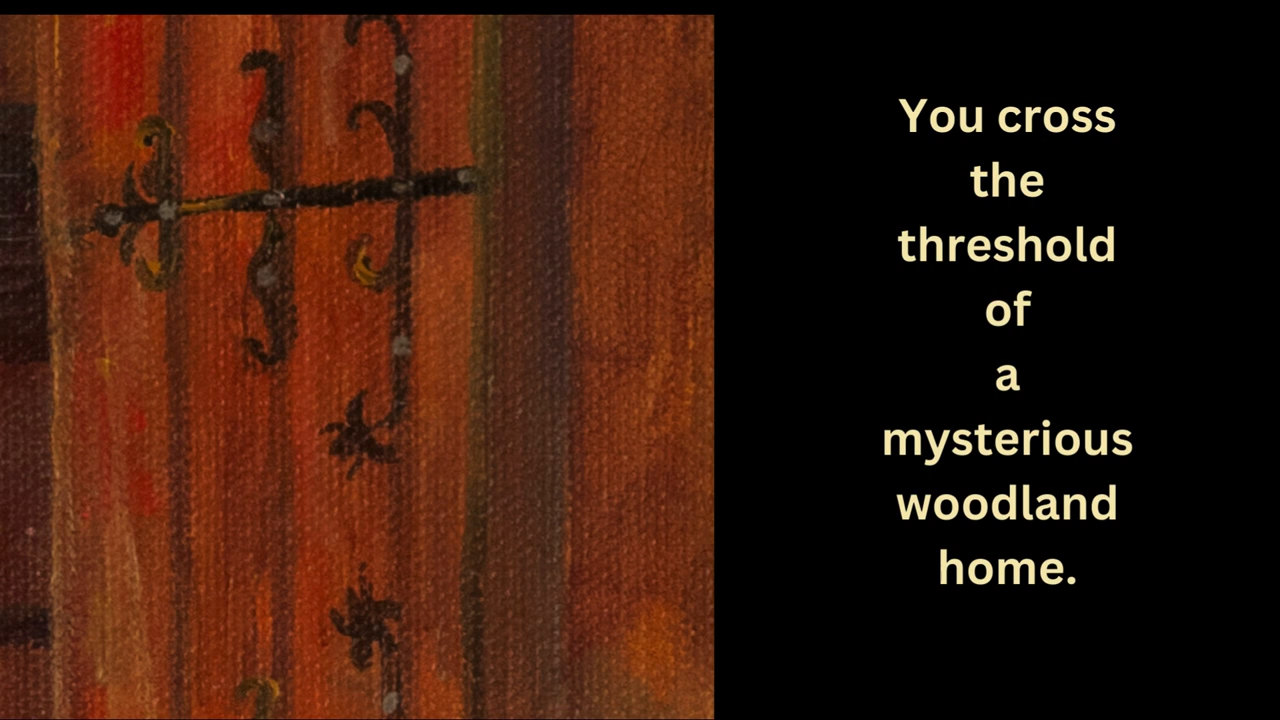 You cross
the
threshold
of
a
mysterious
woodland
home.